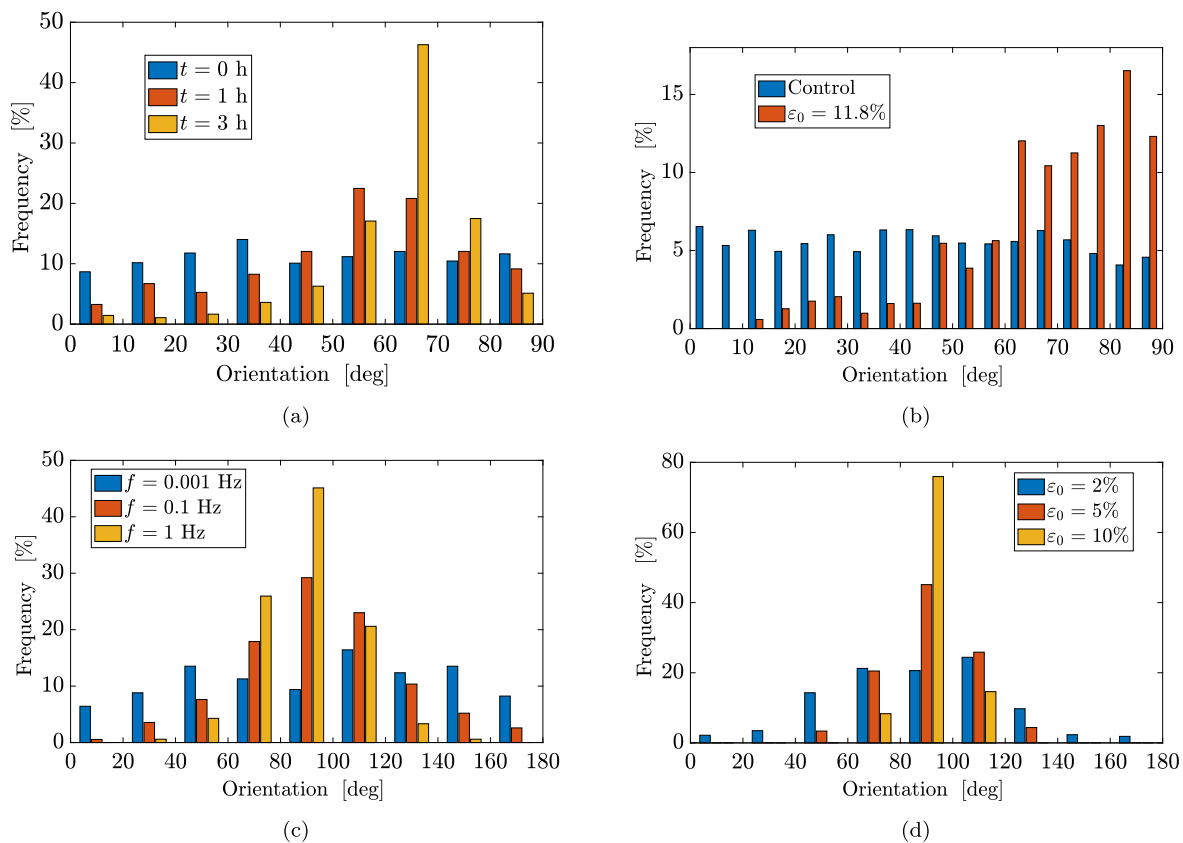 50
40
30
20
10
0
Frequency [%]
t = 0 h
t = 1 h
t = 3 h
0 10 20 30 40 50 60 70 80 90
Orientation [deg]
(a)
15
10
5
0
Frequency [%]
Control
ε₀ = 11.8%
0 10 20 30 40 50 60 70 80 90
Orientation [deg]
(b)
50
40
30
20
10
0
Frequency [%]
f = 0.001 Hz
f = 0.1 Hz
f = 1 Hz
0 20 40 60 80 100 120 140 160 180
Orientation [deg]
(c)
80
60
40
20
0
Frequency [%]
ε₀ = 2%
ε₀ = 5%
ε₀ = 10%
0 20 40 60 80 100 120 140 160 180
Orientation [deg]
(d)